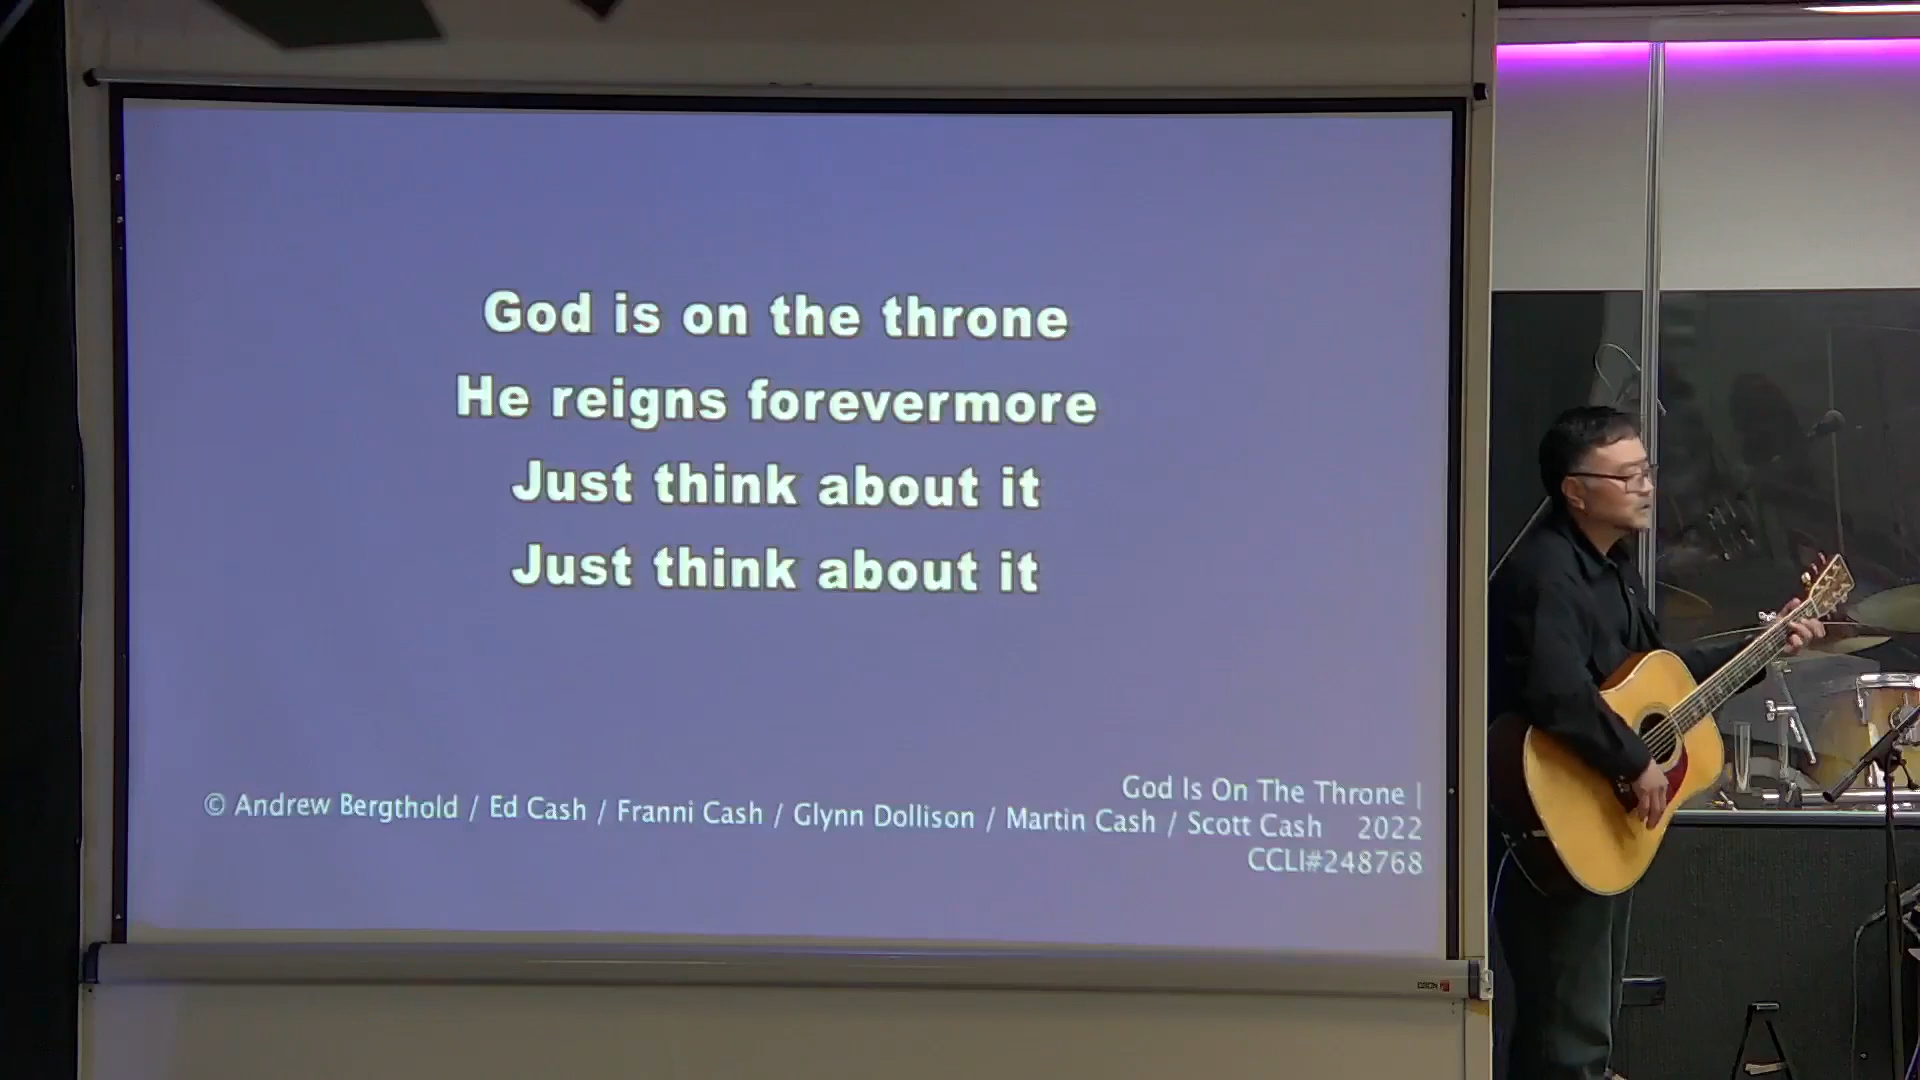 God is on the throne
He reigns forevermore
Just think about it
Just think about it
God Is On The Throne |
© Andrew Bergthold / Ed Cash / Franni Cash / Glynn Dollison / Martin Cash / Scott Cash 2022
CCLI#248768